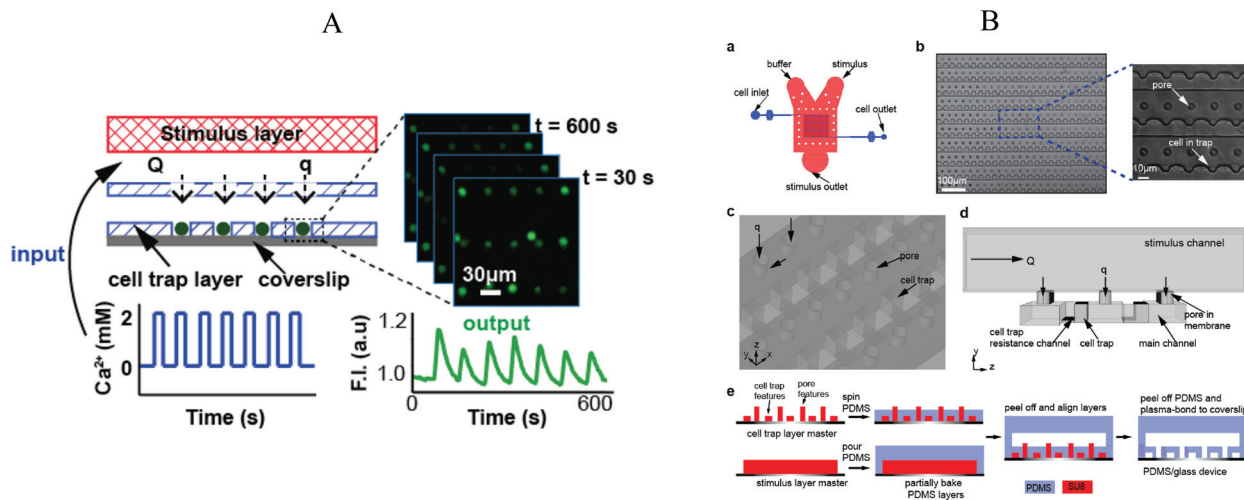 A
B
Stimulus layer
Q
q
input
cell trap layer
coverslip
t = 600 s
t = 30 s
30μm
Ca²⁺ (mM)
2
0
Time (s)
output
F.I. (a.u)
1.2
1.0
0
600
Time (s)
a
buffer
stimulus
cell inlet
cell outlet
stimulus outlet
b
100μm
pore
cell in trap
10μm
c
q
pore
cell trap
z
y
x
d
stimulus channel
Q
q
pore in
membrane
cell trap
resistance channel
cell trap
main channel
y
z
e
cell trap
features
pore
features
cell trap layer master
spin
PDMS
stimulus layer master
pour
PDMS
partially bake
PDMS layers
peel off and align layers
PDMS
SU8
peel off PDMS and
plasma-bond to coverslip
PDMS/glass device